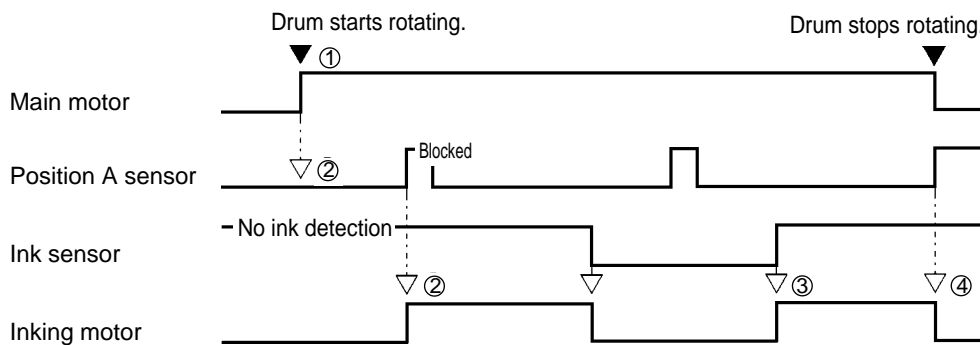 Drum starts rotating.
Drum stops rotating.
①
Main motor
②
Blocked
Position A sensor
No ink detection
Ink sensor
②
③
④
Inking motor